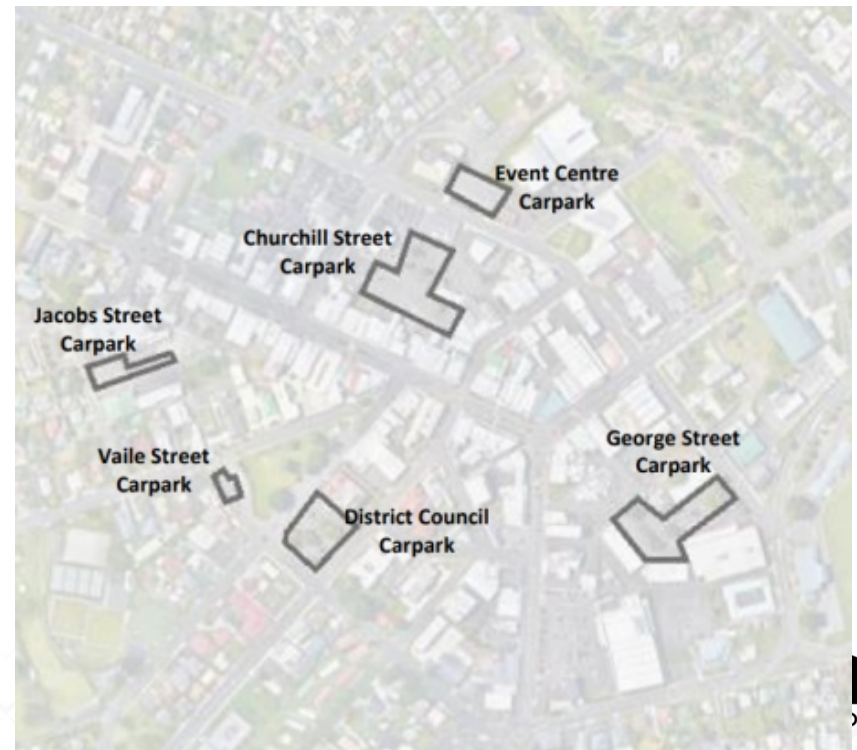 Event Centre
Carpark
Churchill Street
Carpark
Jacobs Street
Carpark
George Street
Carpark
Vaile Street
Carpark
District Council
Carpark